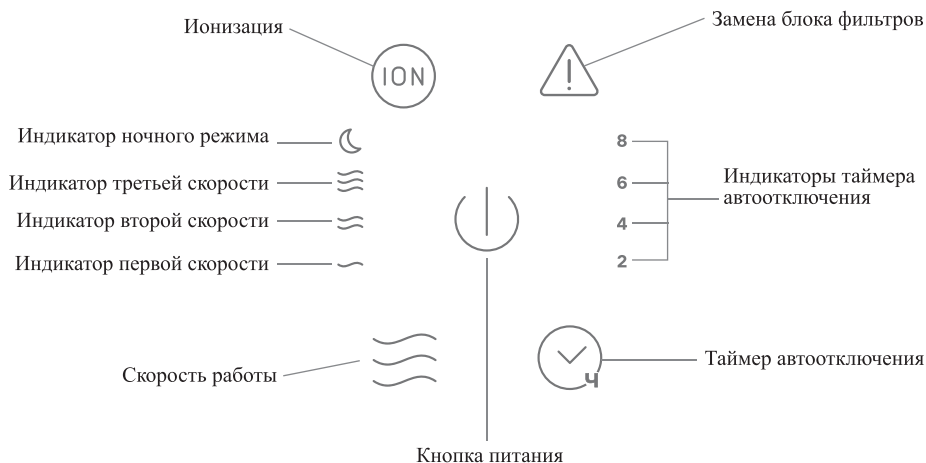 Ионизация
Замена блока фильтров
ION
Индикатор ночного режима
8
Индикатор третьей скорости
6
Индикаторы таймера
автоотключения
Индикатор второй скорости
4
Индикатор первой скорости
2
Скорость работы
Таймер автоотключения
Ч
Кнопка питания